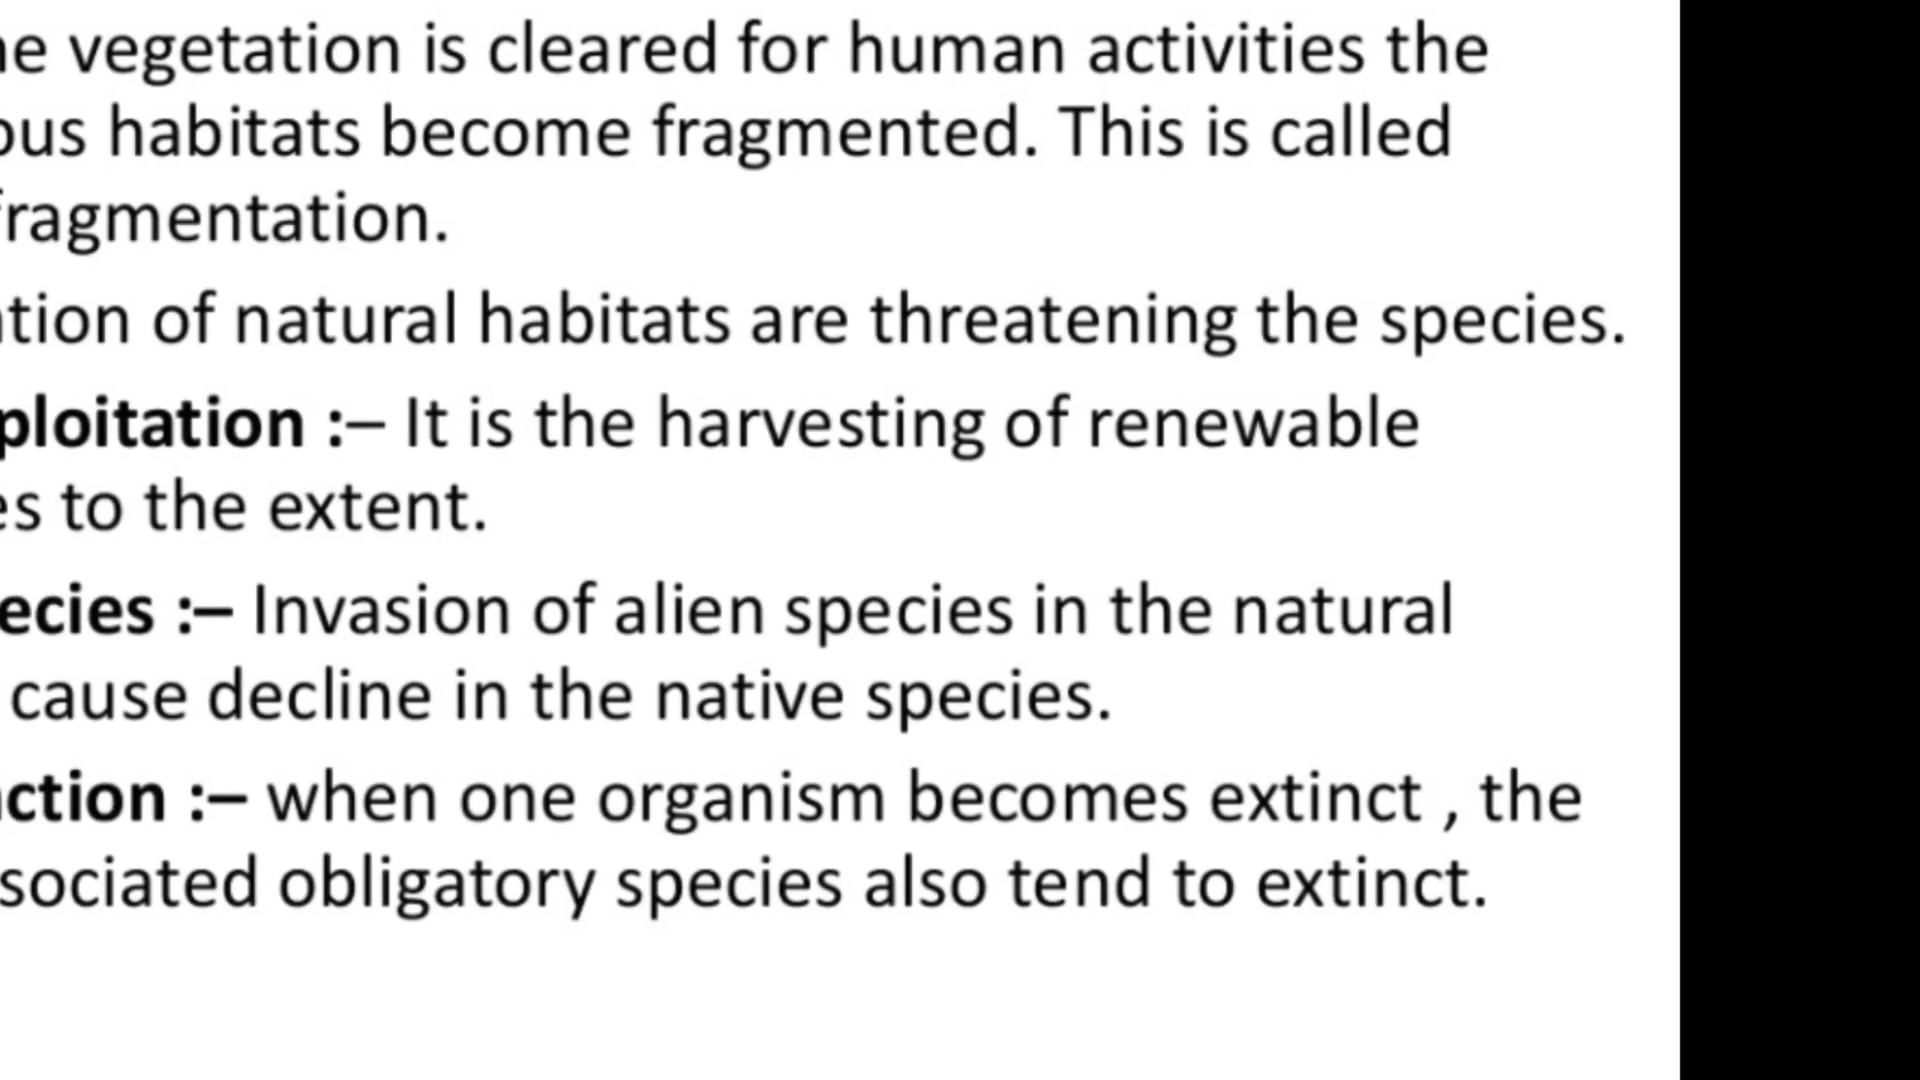 he vegetation is cleared for human activities the
ous habitats become fragmented. This is called
fragmentation.
ation of natural habitats are threatening the species.
ploitation :– It is the harvesting of renewable
es to the extent.
ecies :– Invasion of alien species in the natural
cause decline in the native species.
action :– when one organism becomes extinct , the
sociated obligatory species also tend to extinct.